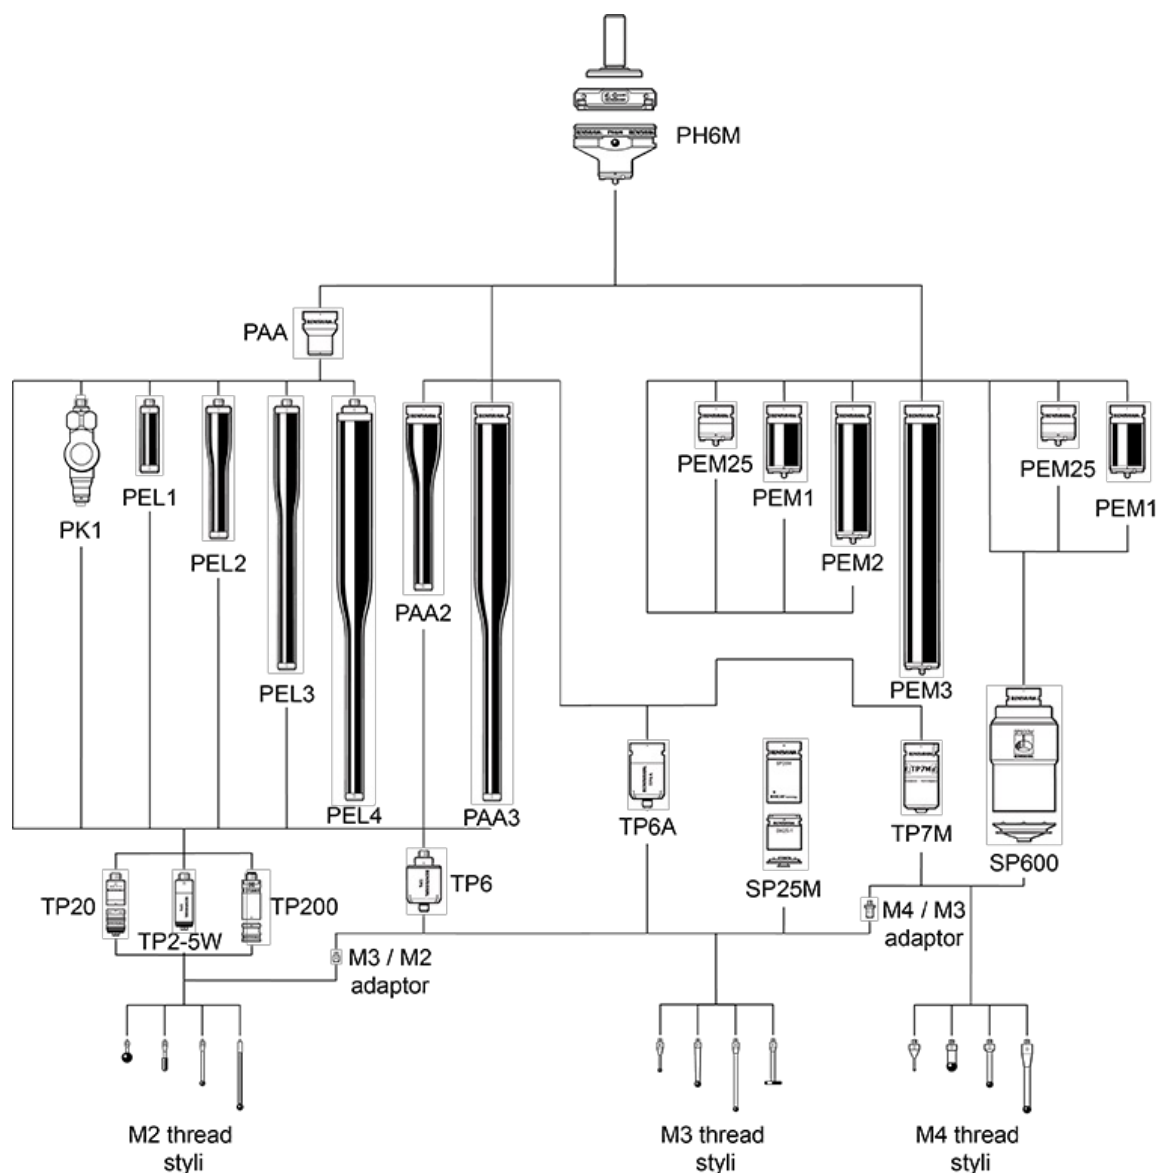 PH6M
PAA
PEM25
PEM25
PEL1
PEM1
PEM1
PK1
PEL2
PEM2
PAA2
PEL3
PEM3
PEL4
PAA3
TP6A
TP7M
TP7M
SP600
TP6
SP25M
TP20
TP200
TP2-5W
M4 / M3
adaptor
M3 / M2
adaptor
M2 thread
styli
M3 thread
styli
M4 thread
styli